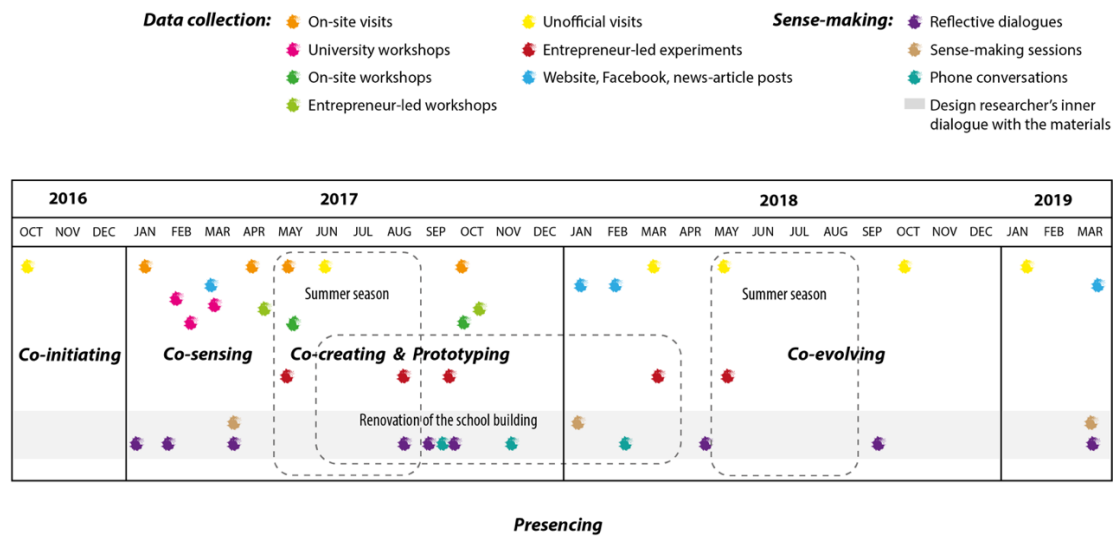 Data collection:
On-site visits
University workshops
On-site workshops
Entrepreneur-led workshops
Unofficial visits
Entrepreneur-led experiments
Website, Facebook, news-article posts
Sense-making:
Reflective dialogues
Sense-making sessions
Phone conversations
Design researcher's inner
dialogue with the materials
2016 2017 2018 2019
OCT NOV DEC JAN FEB MAR APR MAY JUN JUL AUG SEP OCT NOV DEC JAN FEB MAR APR MAY JUN JUL AUG SEP OCT NOV DEC JAN FEB MAR
Summer season Summer season
Co-initiating Co-sensing Co-creating & Prototyping Co-evolving
Renovation of the school building
Presencing